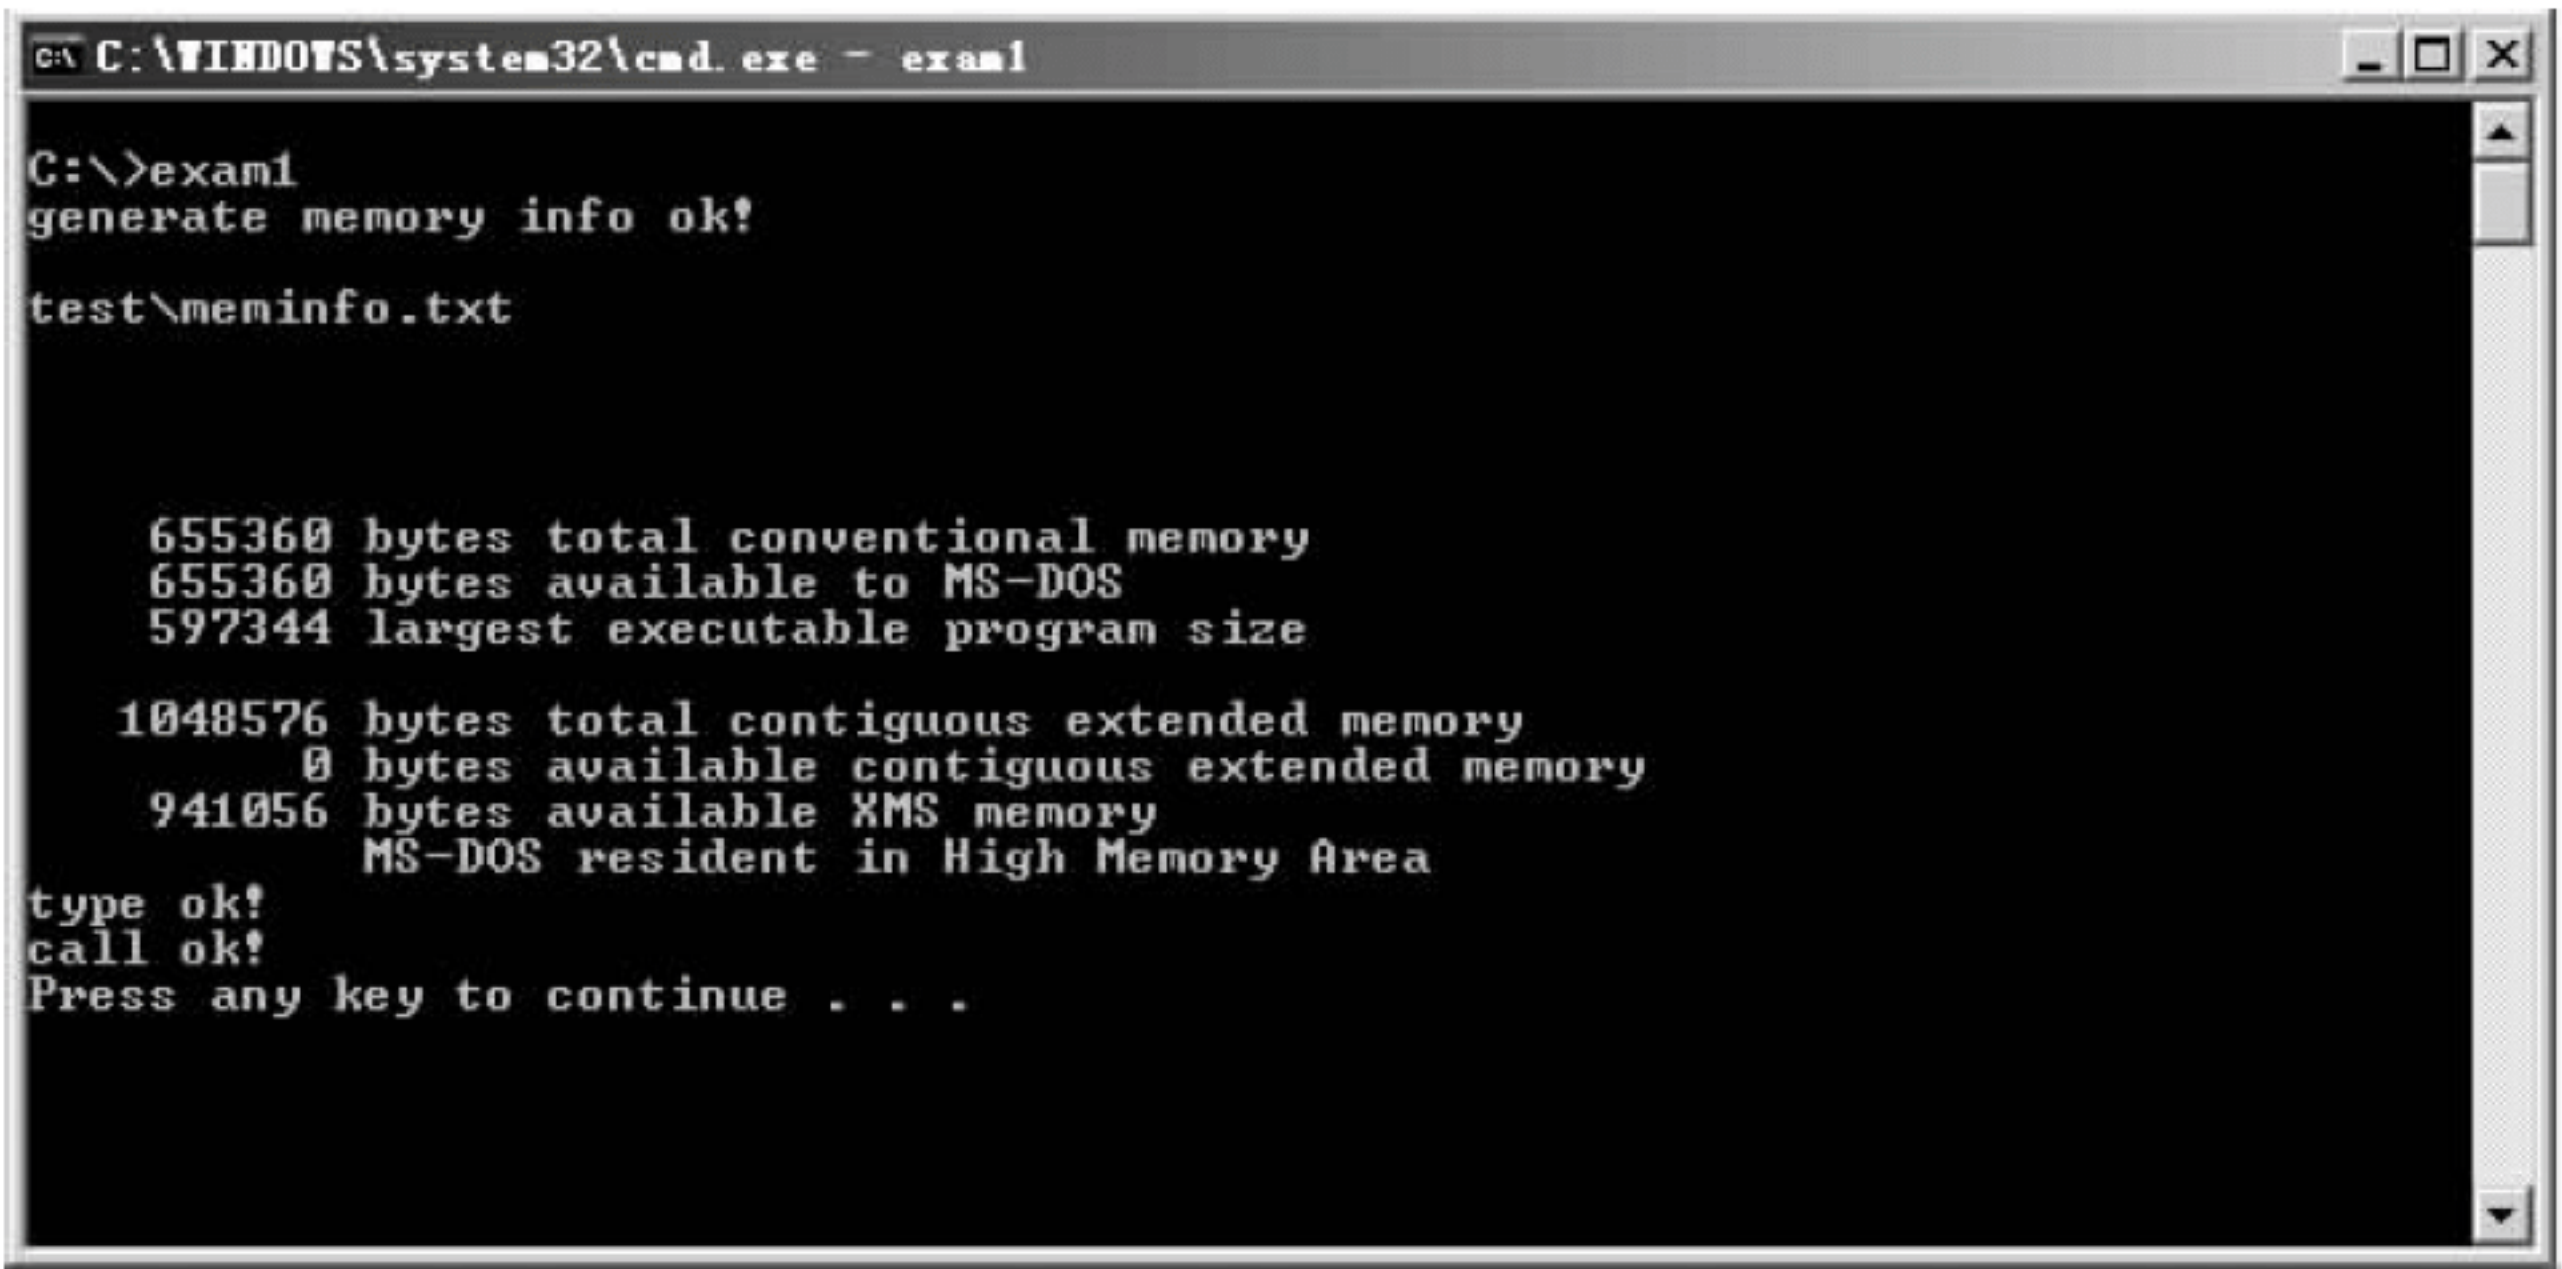 C:\WINDOWS\system32\cmd.exe - exam1
C:\>exam1
generate memory info ok!
test\meminfo.txt
655360 bytes total conventional memory
655360 bytes available to MS-DOS
597344 largest executable program size
1048576 bytes total contiguous extended memory
0 bytes available contiguous extended memory
941056 bytes available XMS memory
MS-DOS resident in High Memory Area
type ok!
call ok!
Press any key to continue . . .